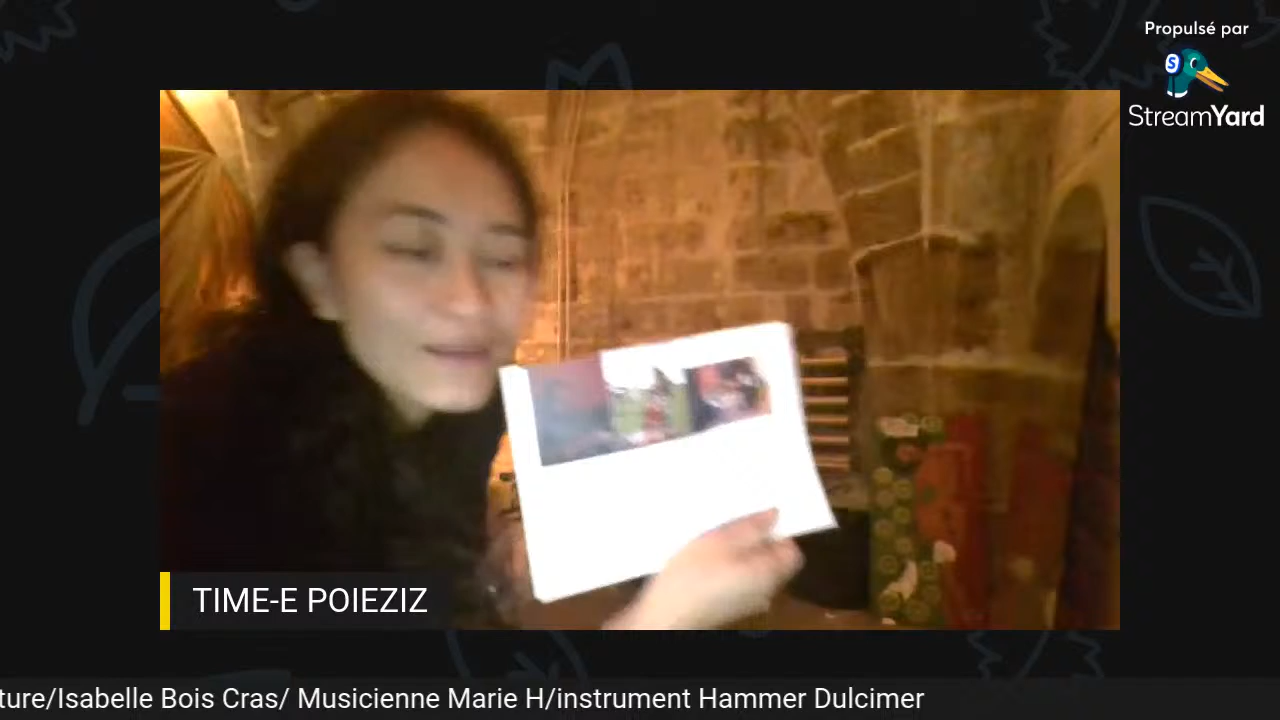 Propulsé par
StreamYard
TIME-E POIEZIZ
ture/Isabelle Bois Cras/ Musicienne Marie H/instrument Hammer Dulcimer